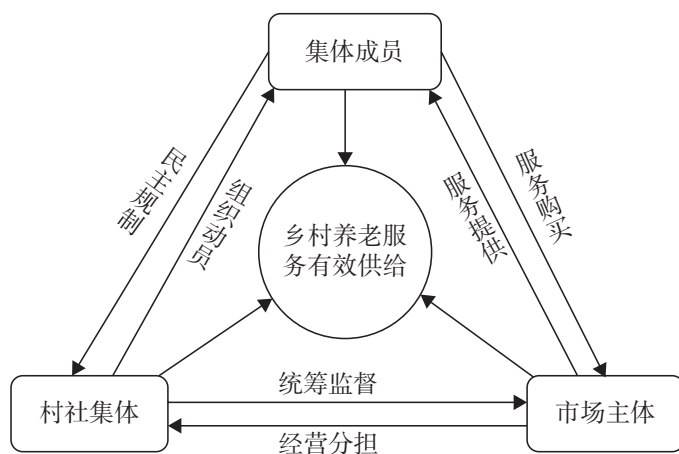 集体成员
民主规制
组织动员
服务提供
服务购买
乡村养老服
务有效供给
村社集体
统筹监督
经营分担
市场主体